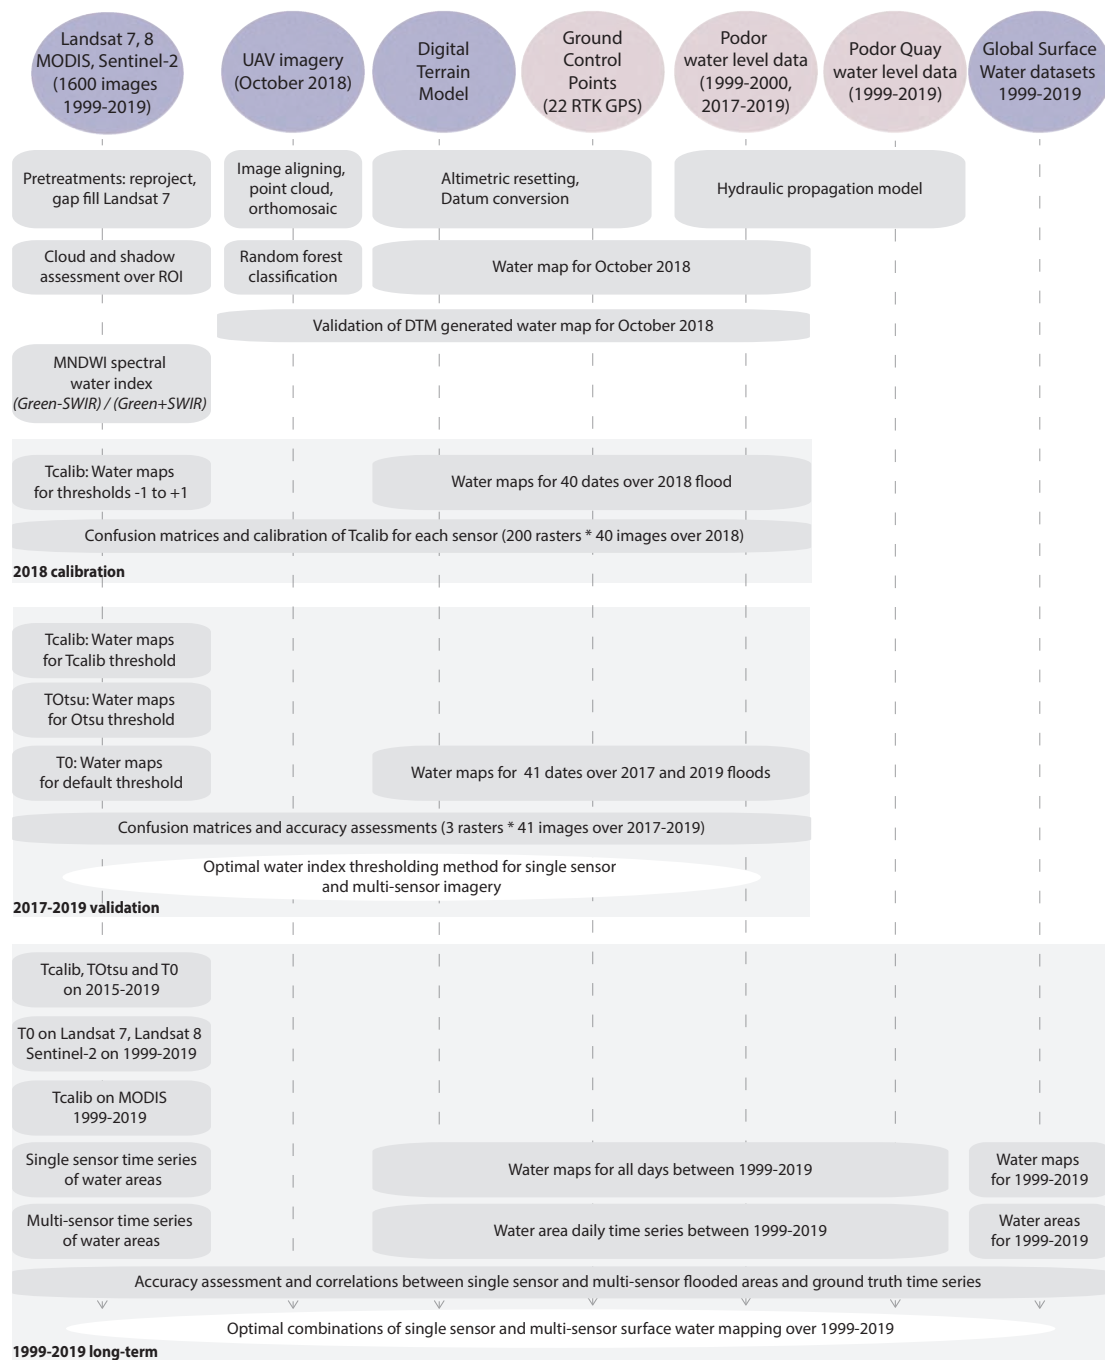 Landsat 7, 8
MODIS, Sentinel-2
(1600 images
1999-2019)
UAV imagery
(October 2018)
Digital
Terrain
Model
Ground
Control
Points
(22 RTK GPS)
Podor
water level data
(1999-2000,
2017-2019)
Podor Quay
water level data
(1999-2019)
Global Surface
Water datasets
1999-2019
Pretreatments: reproject,
gap fill Landsat 7
Image aligning,
point cloud,
orthomosaic
Altimetric resetting,
Datum conversion
Hydraulic propagation model
Cloud and shadow
assessment over ROI
Random forest
classification
Water map for October 2018
Validation of DTM generated water map for October 2018
MNDWI spectral
water index
(Green-SWIR) / (Green+SWIR)
Tcalib: Water maps
for thresholds -1 to +1
Water maps for 40 dates over 2018 flood
Confusion matrices and calibration of Tcalib for each sensor (200 rasters * 40 images over 2018)
2018 calibration
Tcalib: Water maps
for Tcalib threshold
TOtsu: Water maps
for Otsu threshold
T0: Water maps
for default threshold
Water maps for 41 dates over 2017 and 2019 floods
Confusion matrices and accuracy assessments (3 rasters * 41 images over 2017-2019)
Optimal water index thresholding method for single sensor
and multi-sensor imagery
2017-2019 validation
Tcalib, TOtsu and T0
on 2015-2019
T0 on Landsat 7, Landsat 8
Sentinel-2 on 1999-2019
Tcalib on MODIS
1999-2019
Single sensor time series
of water areas
Water maps for all days between 1999-2019
Water maps
for 1999-2019
Multi-sensor time series
of water areas
Water area daily time series between 1999-2019
Water areas
for 1999-2019
Accuracy assessment and correlations between single sensor and multi-sensor flooded areas and ground truth time series
Optimal combinations of single sensor and multi-sensor surface water mapping over 1999-2019
1999-2019 long-term